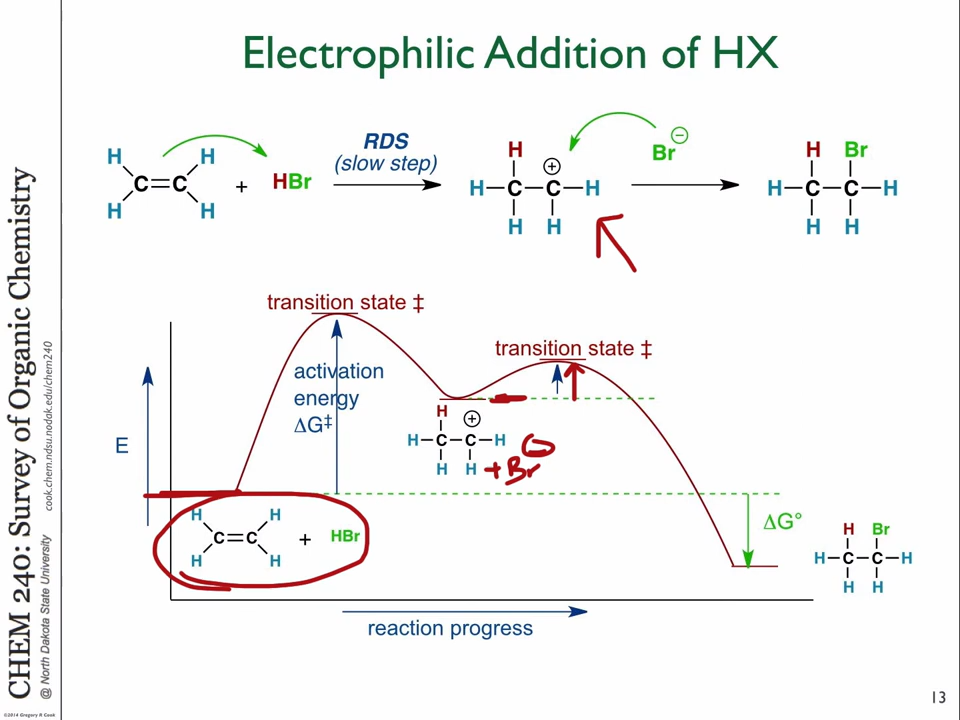 Electrophilic Addition of HX
H H H H C=C + HBr
RDS
(slow step)
H H C C ⊕ H H H
Br ⊖
H Br H C C H H H
transition state ‡
transition state ‡
activation
energy
ΔG‡
H H C C ⊕ H H H
+ Br ⊖
E
H H H H C=C + HBr
ΔG°
H Br H C C H H H
reaction progress
CHEM 240: Survey of Organic Chemistry
@ North Dakota State University
cook.chem.ndsu.nodak.edu/chem240
©2014 Gregory R Cook
13